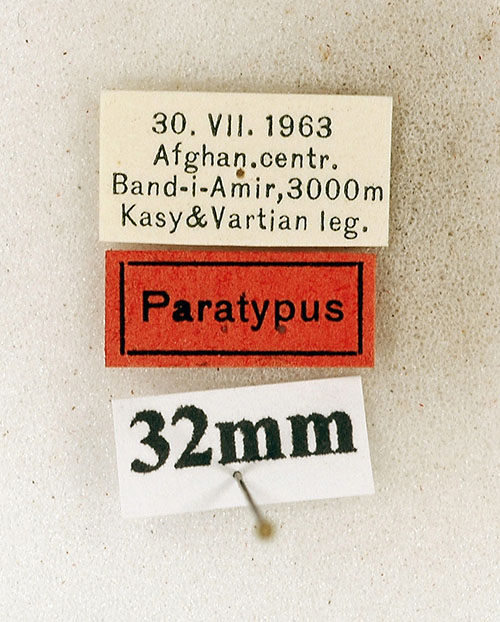 30. VII. 1963
Afghan.centr.
Band-i-Amir,3000m
Kasy&Vartian leg.
Paratypus
32mm